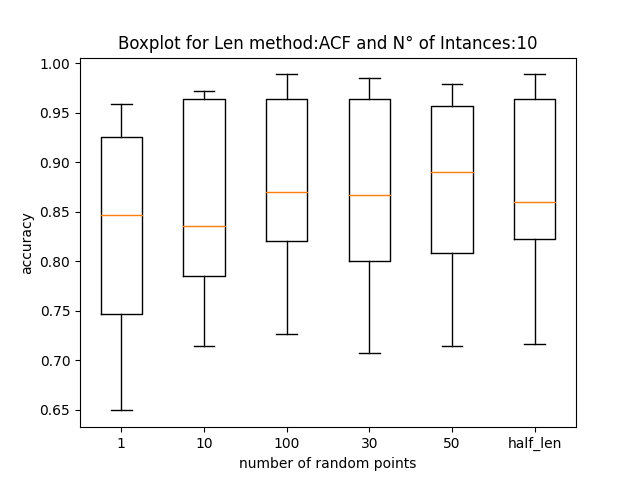 Boxplot for Len method:ACF and N° of Intances:10
1.00
0.95
0.90
0.85
0.80
0.75
0.70
0.65
accuracy
1 10 100 30 50 half_len
number of random points